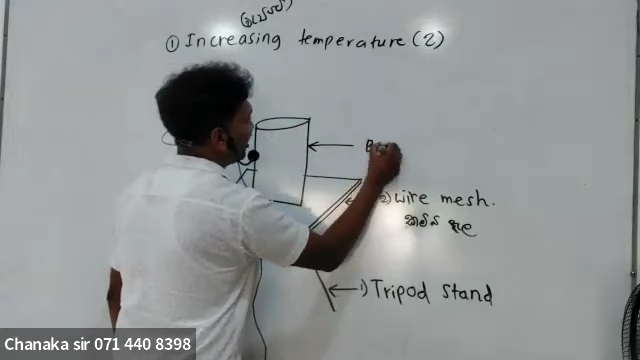 ① Increasing temperature (2)
B
2) wire mesh.
කම්බි දැල
1) Tripod stand
Chanaka sir 071 440 8398